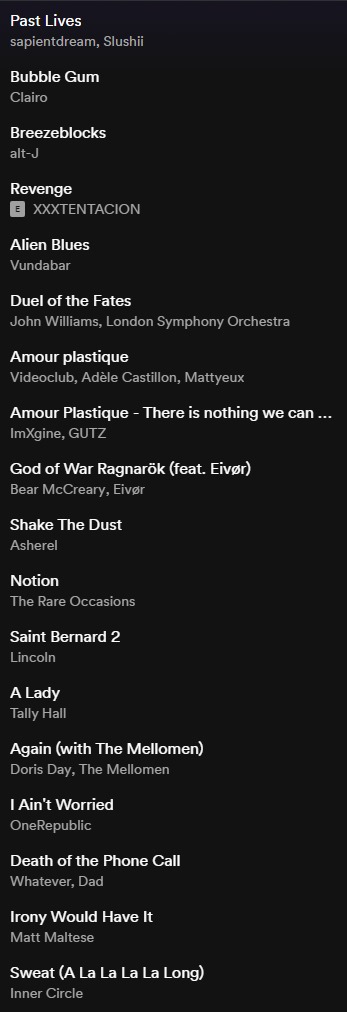 Past Lives
sapientdream, Slushii
Bubble Gum
Clairo
Breezeblocks
alt-J
Revenge
E XXXTENTACION
Alien Blues
Vundabar
Duel of the Fates
John Williams, London Symphony Orchestra
Amour plastique
Videoclub, Adèle Castillon, Mattyeux
Amour Plastique - There is nothing we can ...
ImXgine, GUTZ
God of War Ragnarök (feat. Eivør)
Bear McCreary, Eivør
Shake The Dust
Asherel
Notion
The Rare Occasions
Saint Bernard 2
Lincoln
A Lady
Tally Hall
Again (with The Mellomen)
Doris Day, The Mellomen
I Ain't Worried
OneRepublic
Death of the Phone Call
Whatever, Dad
Irony Would Have It
Matt Maltese
Sweat (A La La La La Long)
Inner Circle